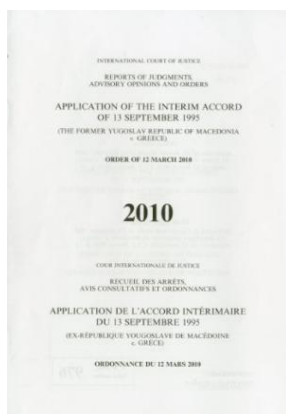 INTERNATIONAL COURT OF JUSTICE
REPORTS OF JUDGMENTS,
ADVISORY OPINIONS AND ORDERS
APPLICATION OF THE INTERIM ACCORD
OF 13 SEPTEMBER 1995
(THE FORMER YUGOSLAV REPUBLIC OF MACEDONIA
v. GREECE)
ORDER OF 12 MARCH 2010
2010
COUR INTERNATIONALE DE JUSTICE
RECUEIL DES ARRÊTS,
AVIS CONSULTATIFS ET ORDONNANCES
APPLICATION DE L'ACCORD INTÉRIMAIRE
DU 13 SEPTEMBRE 1995
(EX-RÉPUBLIQUE YOUGOSLAVE DE MACÉDOINE
c. GRÈCE)
ORDONNANCE DU 12 MARS 2010